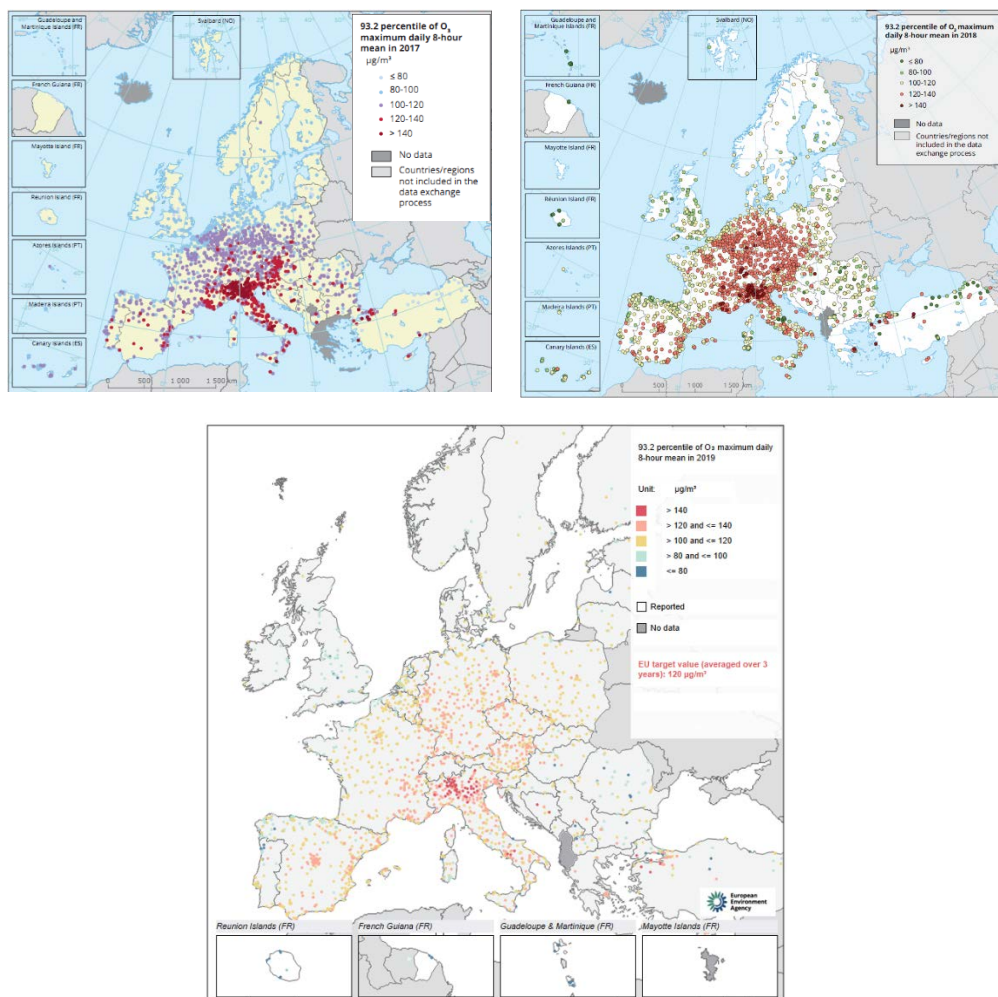 Guadeloupe and
Martinique Islands (FR)
French Guiana (FR)
Mayotte Island (FR)
Réunion Island (FR)
Azores Islands (PT)
Madeira Islands (PT)
Canary Islands (ES)
Svalbard (NO)
93.2 percentile of O₃
maximum daily 8-hour
mean in 2017
µg/m³
≤ 80
80-100
100-120
120-140
> 140
No data
Countries/regions
not included in the
data exchange
process
0 500 1 000 1 500 km
Guadeloupe and
Martinique Islands (FR)
French Guiana (FR)
Mayotte Island (FR)
Réunion Island (FR)
Azores Islands (PT)
Madeira Islands (PT)
Canary Islands (ES)
Svalbard (NO)
93.2 percentile of O₃ maximum
daily 8-hour mean in 2018
µg/m³
≤ 80
80-100
100-120
120-140
> 140
No data
Countries/regions not
included in the data
exchange process
0 500 1 000 1 500 km
93.2 percentile of O₃ maximum daily
8-hour mean in 2019
Unit: µg/m³
> 140
> 120 and <= 140
> 100 and <= 120
> 80 and <= 100
<= 80
Reported
No data
EU target value (averaged over 3
years): 120 µg/m³
European
Environment
Agency
Reunion Islands (FR)
French Guiana (FR)
Guadeloupe & Martinique (FR)
Mayotte Islands (FR)